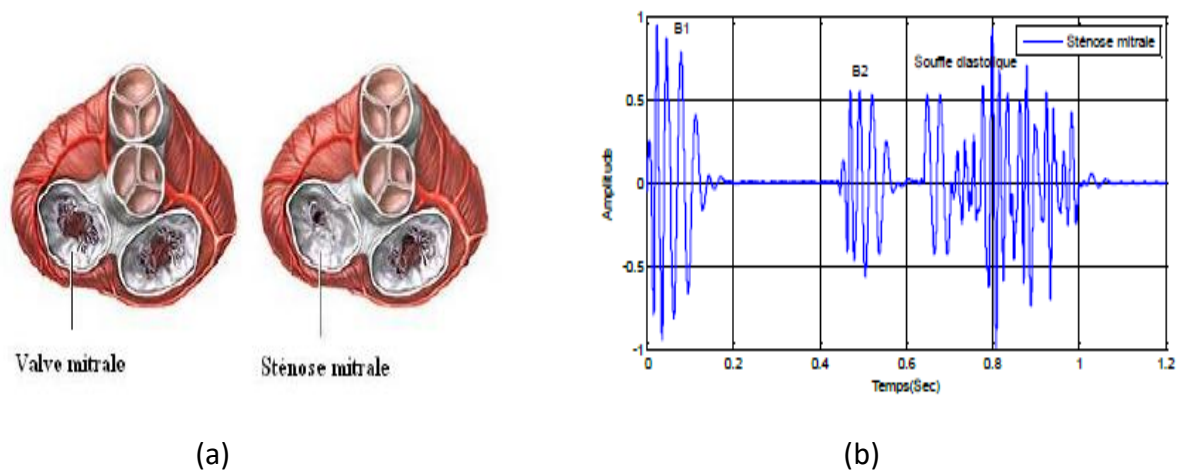 Valve mitrale
Sténose mitrale
(a)
Sténose mitrale
B1
B2
Souffle diastolique
Amplitude
1
0.5
0
-0.5
-1
0
0.2
0.4
0.6
0.8
1
1.2
Temps(Sec)
(b)